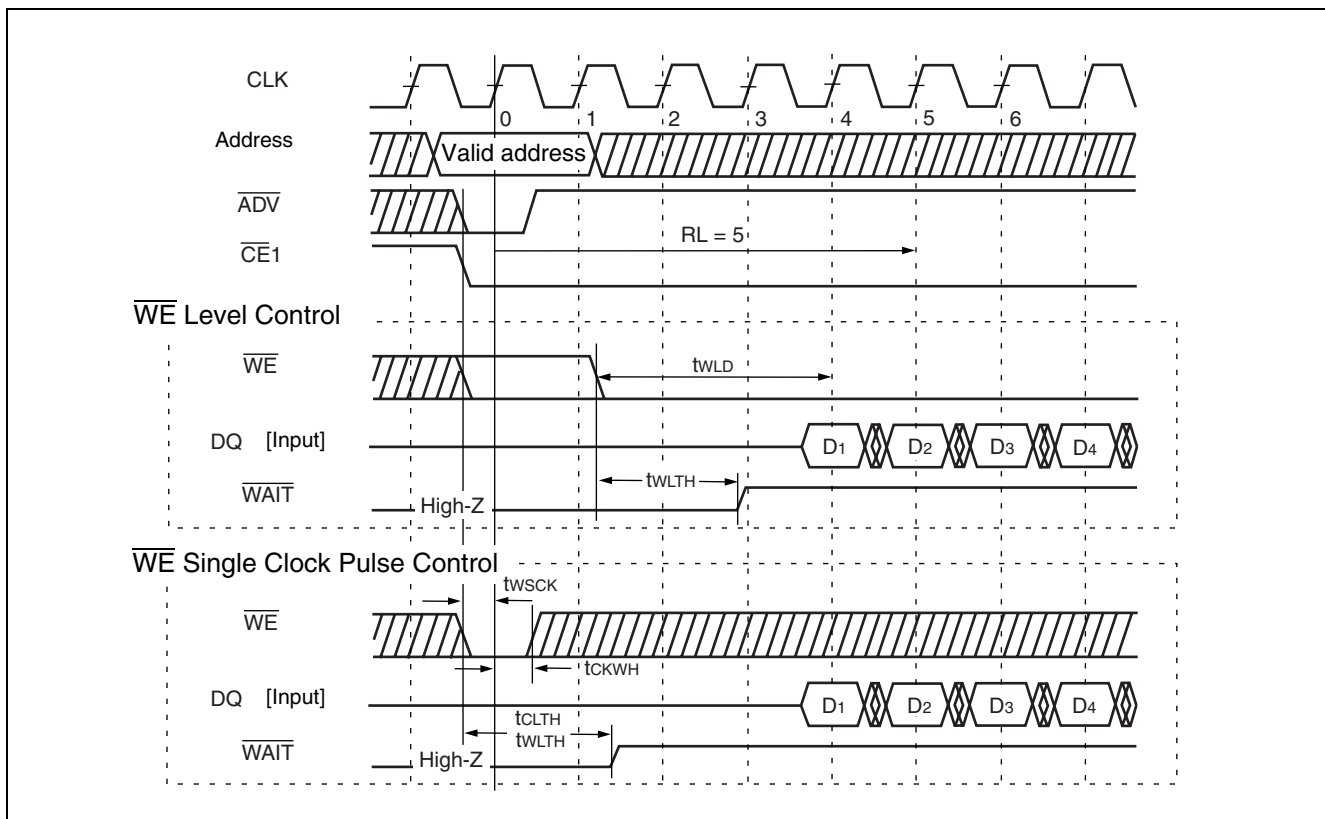 CLK
0 1 2 3 4 5 6
Address
Valid address
ADV
RL = 5
CE1
WE Level Control
WE
tWLD
DQ [Input]
D1 D2 D3 D4
tWLTH
WAIT
High-Z
WE Single Clock Pulse Control
tWSCK
WE
tCKWH
DQ [Input]
D1 D2 D3 D4
tCLTH
tWLTH
WAIT
High-Z